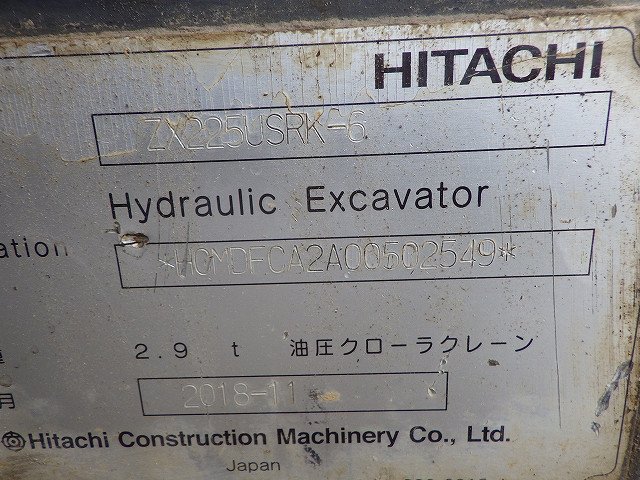 HITACHI
ZX225USRK-6
Hydraulic Excavator
ation
*HCMDFCA2A00502549*
2.9 t 油圧クローラクレーン
月 2018-11
Hitachi Construction Machinery Co., Ltd.
Japan